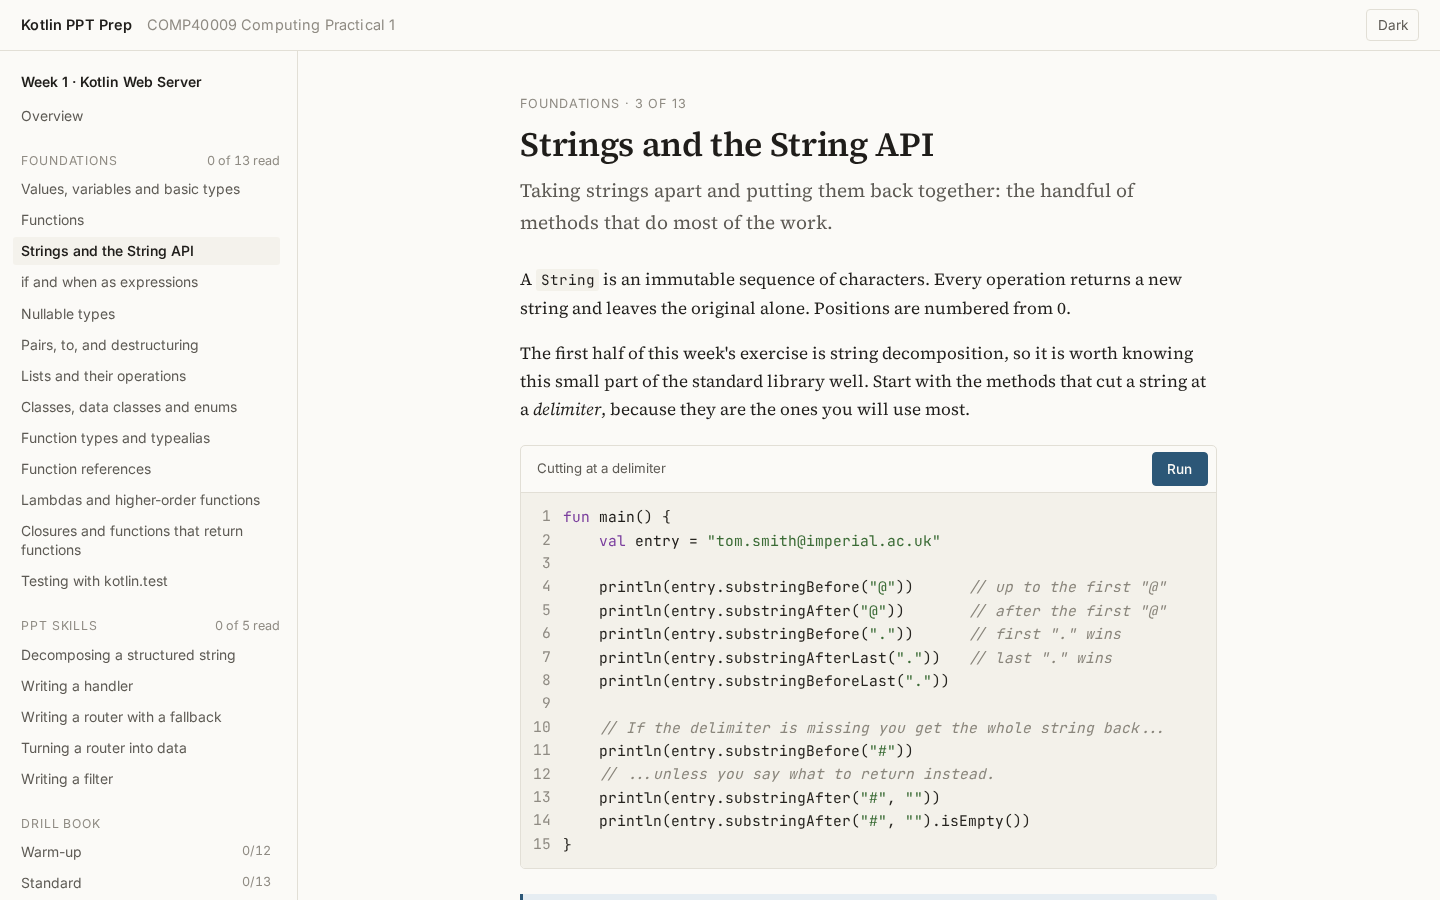 Kotlin PPT Prep COMP40009 Computing Practical 1
Dark
Week 1 · Kotlin Web Server
Overview
FOUNDATIONS 0 of 13 read
Values, variables and basic types
Functions
Strings and the String API
if and when as expressions
Nullable types
Pairs, to, and destructuring
Lists and their operations
Classes, data classes and enums
Function types and typealias
Function references
Lambdas and higher-order functions
Closures and functions that return
functions
Testing with kotlin.test
PPT SKILLS 0 of 5 read
Decomposing a structured string
Writing a handler
Writing a router with a fallback
Turning a router into data
Writing a filter
DRILL BOOK
Warm-up 0/12
Standard 0/13
FOUNDATIONS · 3 OF 13
Strings and the String API
Taking strings apart and putting them back together: the handful of
methods that do most of the work.
A String is an immutable sequence of characters. Every operation returns a new
string and leaves the original alone. Positions are numbered from 0.
The first half of this week's exercise is string decomposition, so it is worth knowing
this small part of the standard library well. Start with the methods that cut a string at
a delimiter, because they are the ones you will use most.
Cutting at a delimiter
Run
1 fun main() {
2     val entry = "tom.smith@imperial.ac.uk"
3
4     println(entry.substringBefore("@"))      // up to the first "@"
5     println(entry.substringAfter("@"))       // after the first "@"
6     println(entry.substringBefore("."))      // first "." wins
7     println(entry.substringAfterLast("."))   // last "." wins
8     println(entry.substringBeforeLast("."))
9
10     // If the delimiter is missing you get the whole string back...
11     println(entry.substringBefore("#"))
12     // ...unless you say what to return instead.
13     println(entry.substringAfter("#", ""))
14     println(entry.substringAfter("#", "").isEmpty())
15 }